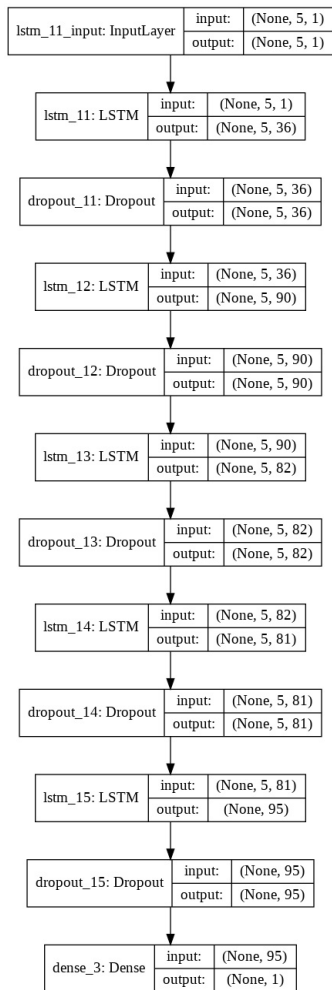 lstm_11_input: InputLayer
input: (None, 5, 1)
output: (None, 5, 1)
lstm_11: LSTM
input: (None, 5, 1)
output: (None, 5, 36)
dropout_11: Dropout
input: (None, 5, 36)
output: (None, 5, 36)
lstm_12: LSTM
input: (None, 5, 36)
output: (None, 5, 90)
dropout_12: Dropout
input: (None, 5, 90)
output: (None, 5, 90)
lstm_13: LSTM
input: (None, 5, 90)
output: (None, 5, 82)
dropout_13: Dropout
input: (None, 5, 82)
output: (None, 5, 82)
lstm_14: LSTM
input: (None, 5, 82)
output: (None, 5, 81)
dropout_14: Dropout
input: (None, 5, 81)
output: (None, 5, 81)
lstm_15: LSTM
input: (None, 5, 81)
output: (None, 95)
dropout_15: Dropout
input: (None, 95)
output: (None, 95)
dense_3: Dense
input: (None, 95)
output: (None, 1)